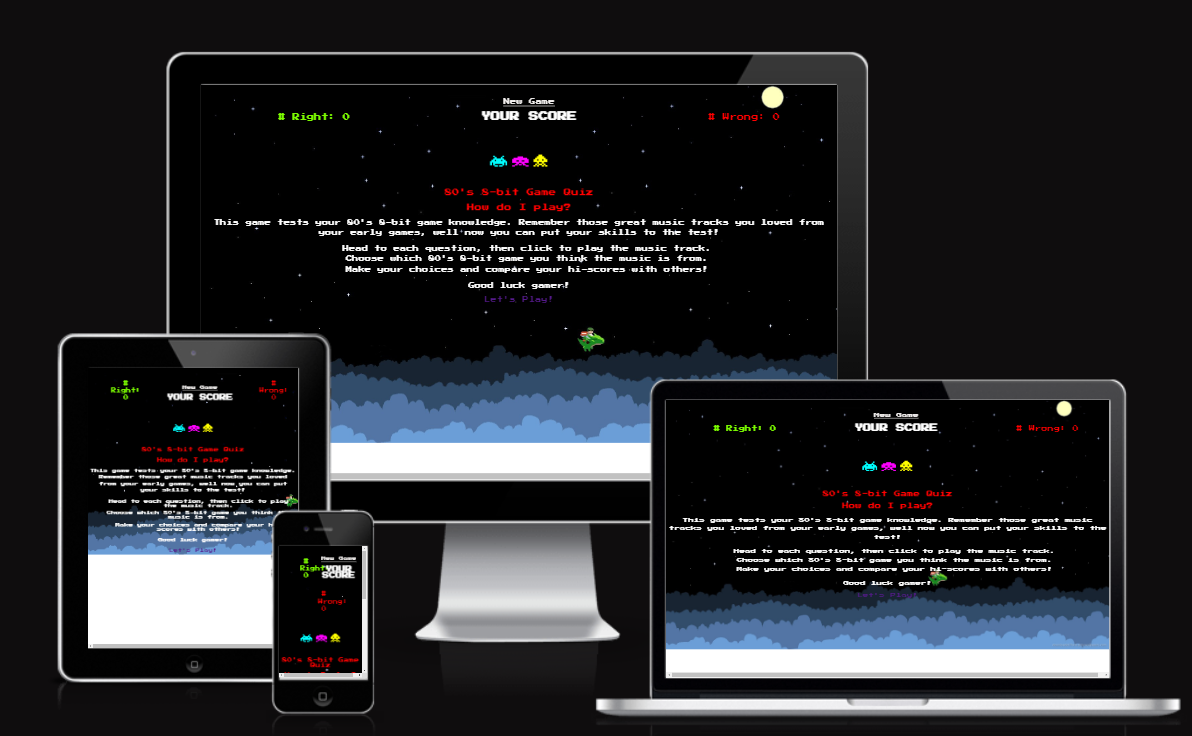 New Game
# Right: 0
YOUR SCORE
# Wrong: 0
80's 8-bit Game Quiz
How do I play?
This game tests your 80's 8-bit game knowledge. Remember those great music tracks you loved from
your early games, well now you can put your skills to the test!
Head to each question, then click to play the music track.
Choose which 80's 8-bit game you think the music is from.
Make your choices and compare your hi-scores with others!
Good luck gamer!
Let's Play!
#
Right:
0
New Game
YOUR SCORE
#
Wrong:
0
80's 8-bit Game Quiz
How do I play?
This game tests your 80's 8-bit game knowledge.
Remember those great music tracks you loved
from your early games, well now you can put
your skills to the test!
Head to each question, then click to play
the music track.
Choose which 80's 8-bit game you think
music is from.
Make your choices and compare your
scores with others!
Good luck gamer!
Let's Play!
New Game
#
Right:
0
YOUR
SCORE
#
Wrong:
0
80's 8-bit Game
Quiz
New Game
# Right: 0
YOUR SCORE
# Wrong: 0
80's 8-bit Game Quiz
How do I play?
This game tests your 80's 8-bit game knowledge. Remember those great music
tracks you loved from your early games, well now you can put your skills to the
test!
Head to each question, then click to play the music track.
Choose which 80's 8-bit game you think the music is from.
Make your choices and compare your hi-scores with others!
Good luck gamer!
Let's Play!